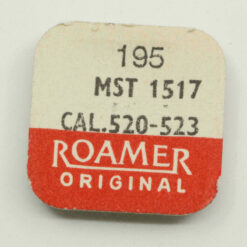 195
MST 1517
CAL.520-523
ROAMER
ORIGINAL